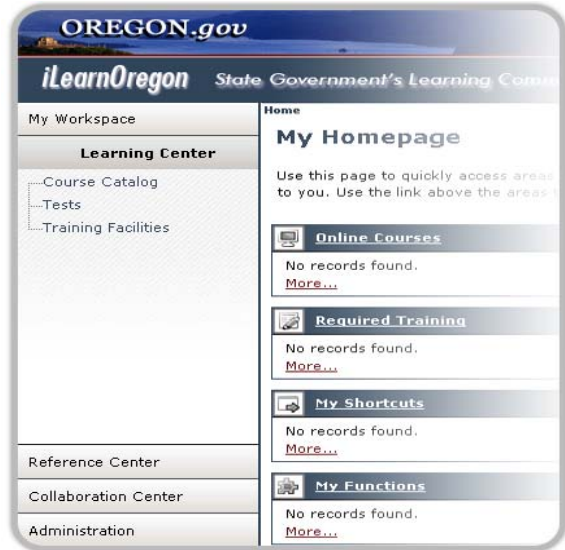 OREGON.gov
iLearnOregon State Government's Learning
My Workspace
Learning Center
Course Catalog
Tests
Training Facilities
Reference Center
Collaboration Center
Administration
Home
My Homepage
Use this page to quickly access areas
to you. Use the link above the areas
Online Courses
No records found.
More...
Required Training
No records found.
More...
My Shortcuts
No records found.
More...
My Functions
No records found.
More...